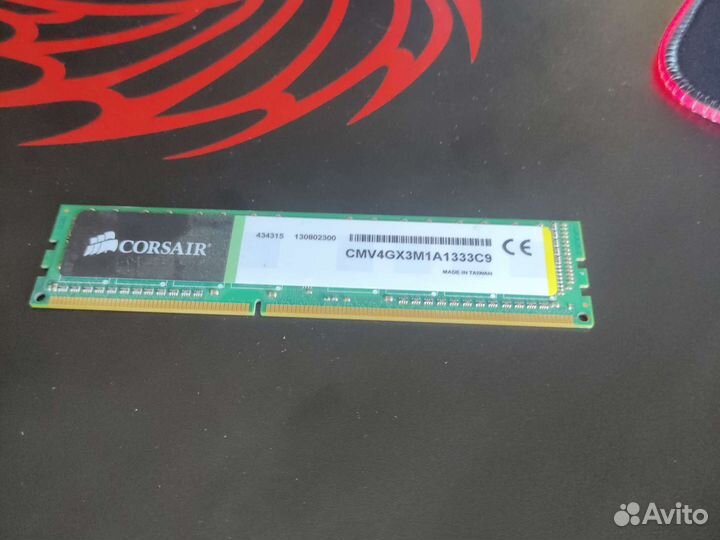 CORSAIR
434315 130802300
CMV4GX3M1A1333C9
MADE IN TAIWAN
CE
Avito